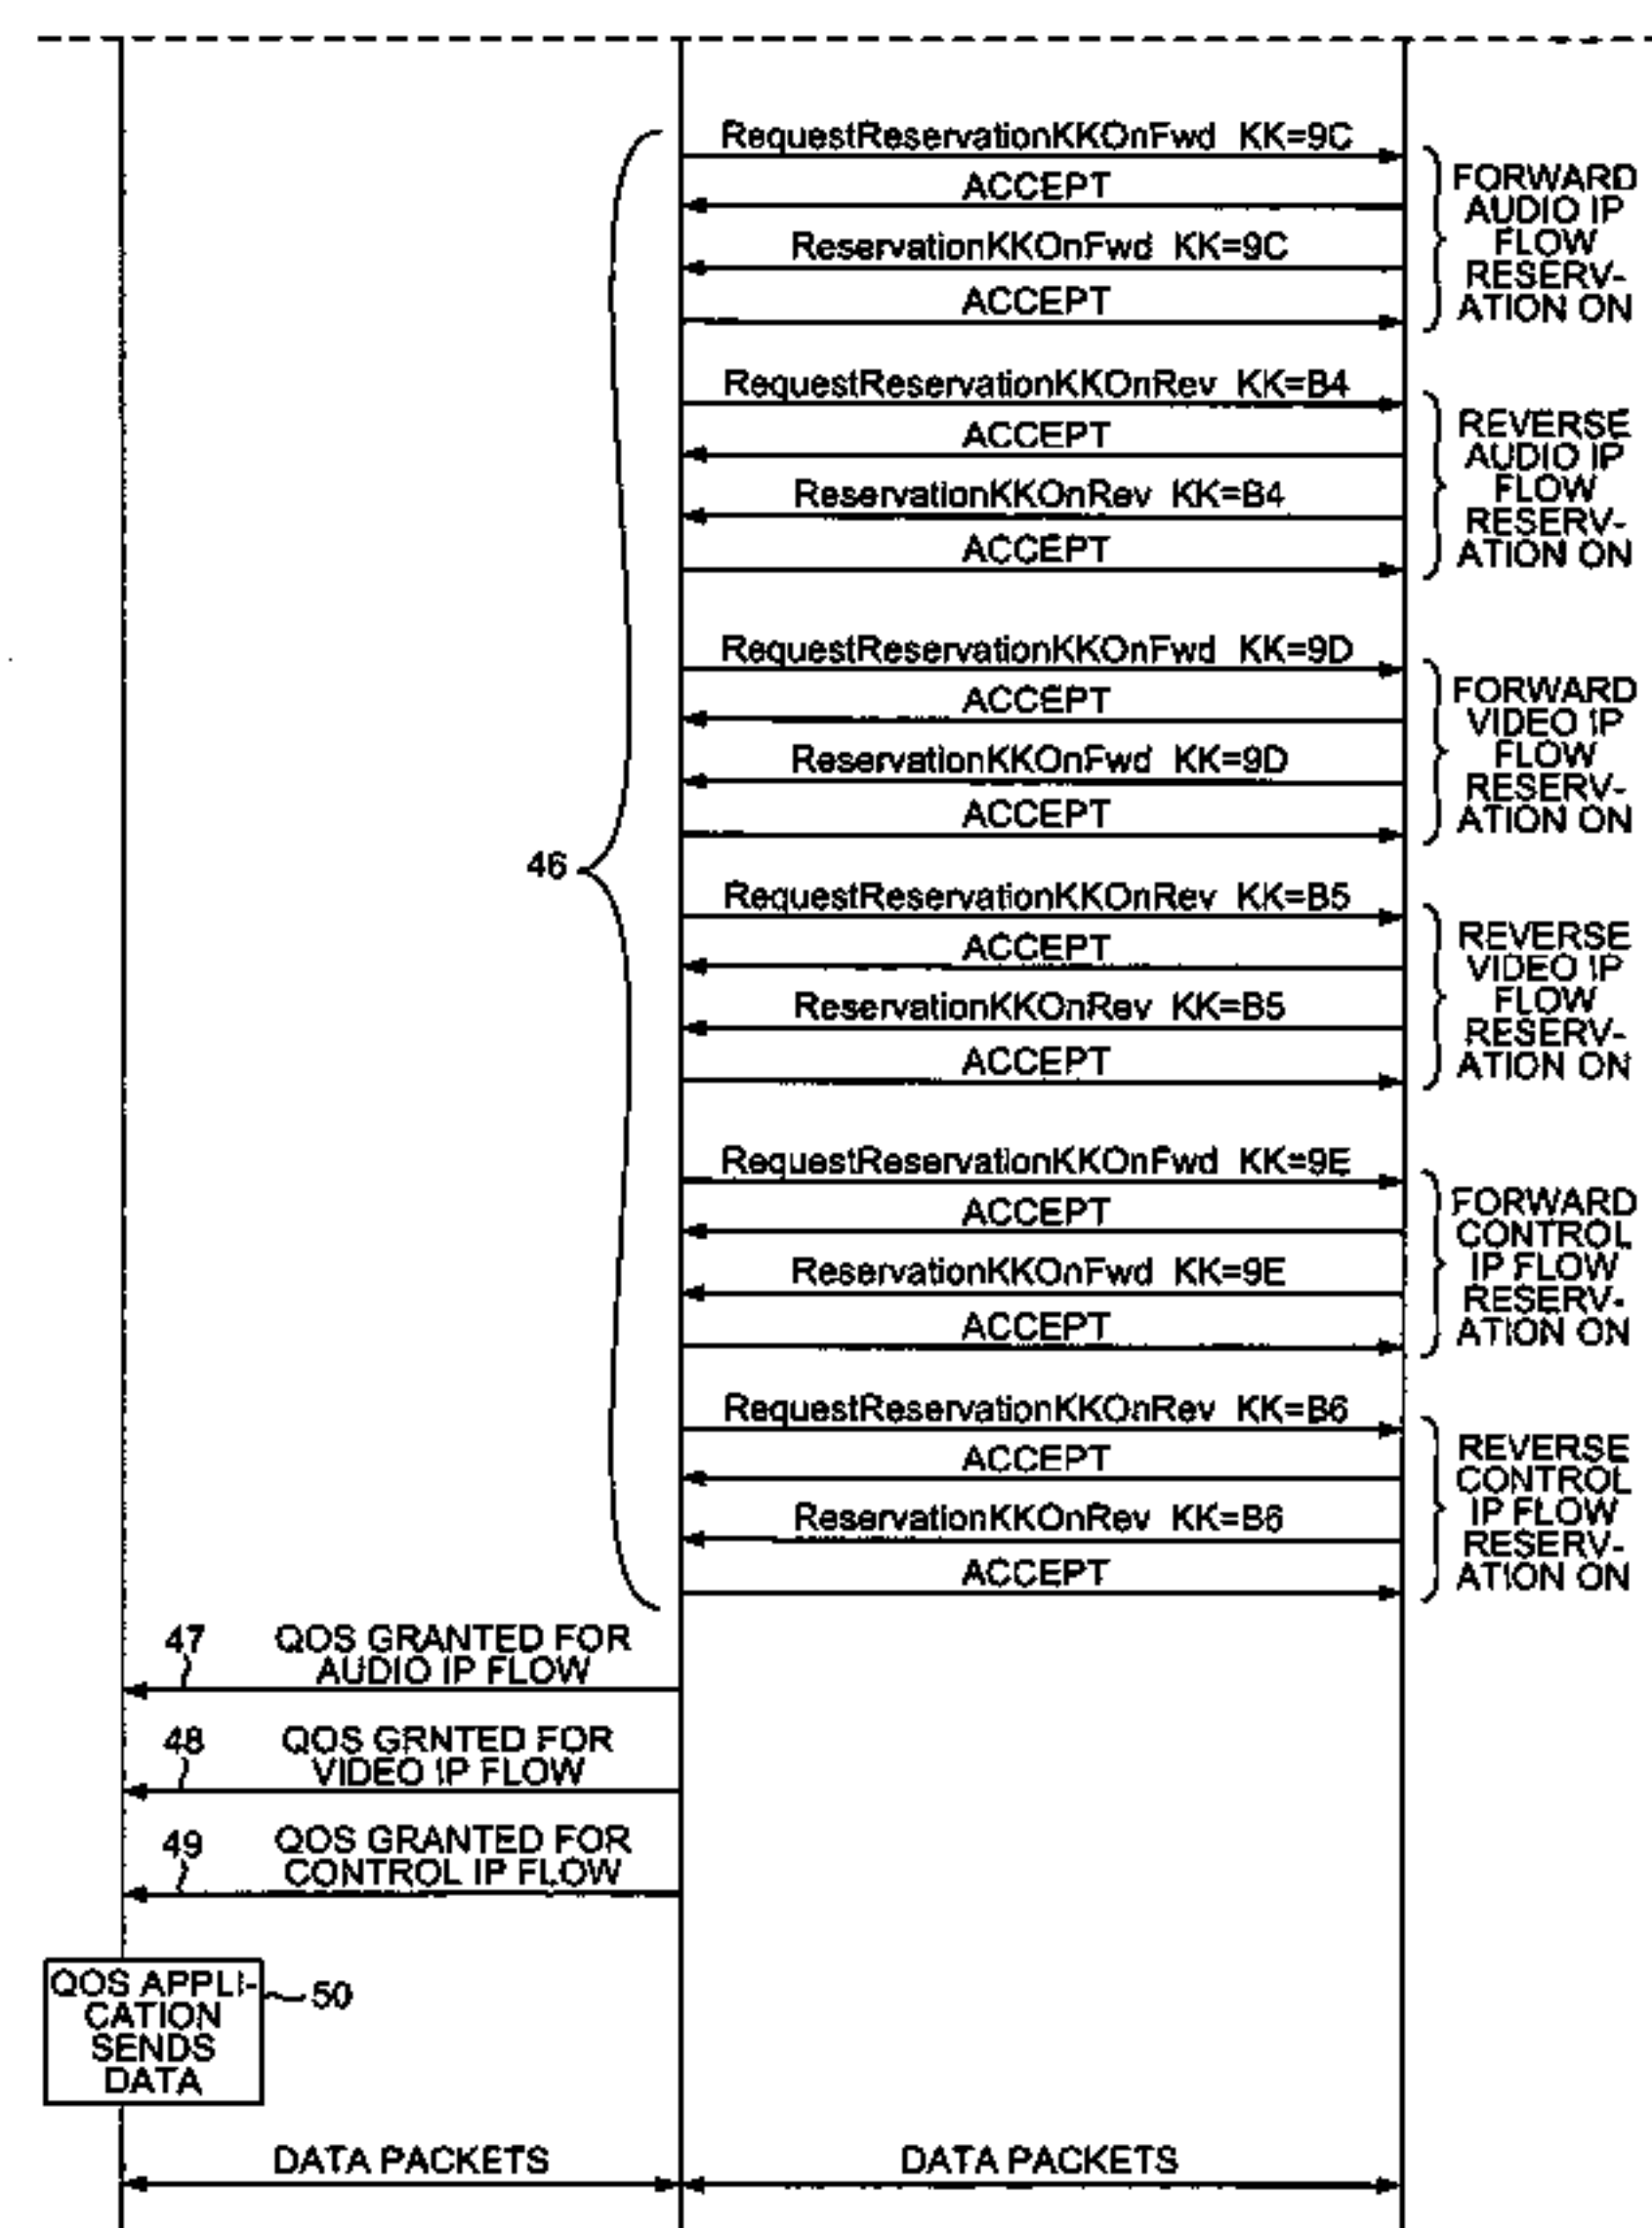 RequestReservationKKOnFwd KK=9C
ACCEPT
ReservationKKOnFwd KK=9C
ACCEPT
FORWARD
AUDIO IP
FLOW
RESERV-
ATION ON
RequestReservationKKOnRev KK=B4
ACCEPT
ReservationKKOnRev KK=B4
ACCEPT
REVERSE
AUDIO IP
FLOW
RESERV-
ATION ON
RequestReservationKKOnFwd KK=9D
ACCEPT
ReservationKKOnFwd KK=9D
ACCEPT
FORWARD
VIDEO IP
FLOW
RESERV-
ATION ON
46
RequestReservationKKOnRev KK=B5
ACCEPT
ReservationKKOnRev KK=B5
ACCEPT
REVERSE
VIDEO IP
FLOW
RESERV-
ATION ON
RequestReservationKKOnFwd KK=9E
ACCEPT
ReservationKKOnFwd KK=9E
ACCEPT
FORWARD
CONTROL
IP FLOW
RESERV-
ATION ON
RequestReservationKKOnRev KK=B6
ACCEPT
ReservationKKOnRev KK=B6
ACCEPT
REVERSE
CONTROL
IP FLOW
RESERV-
ATION ON
47
QOS GRANTED FOR
AUDIO IP FLOW
48
QOS GRNTED FOR
VIDEO IP FLOW
49
QOS GRANTED FOR
CONTROL IP FLOW
QOS APPLI-
CATION
SENDS
DATA
50
DATA PACKETS
DATA PACKETS